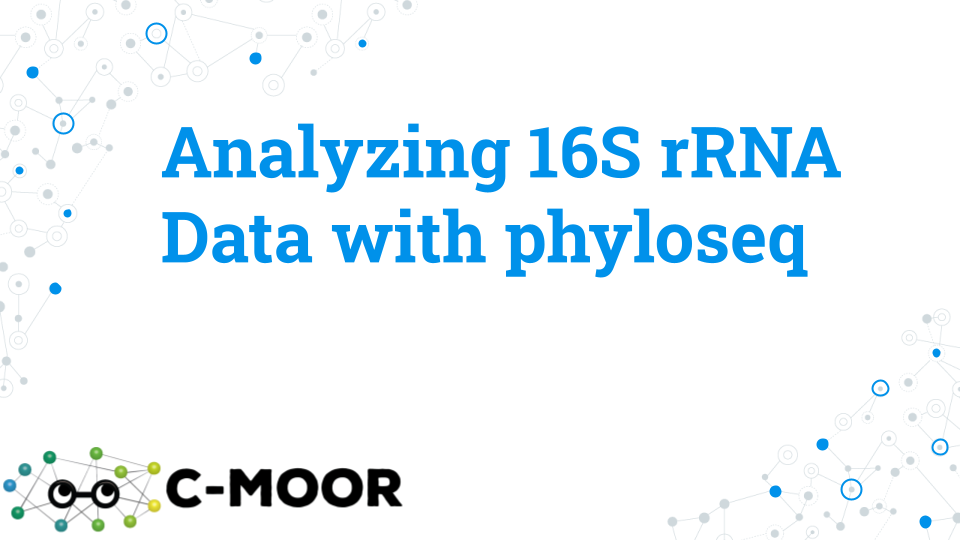 Analyzing 16S rRNA
Data with phyloseq
C-MOOR